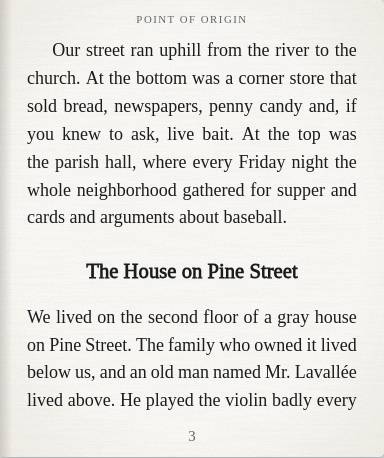 POINT OF ORIGIN
Our street ran uphill from the river to the
church. At the bottom was a corner store that
sold bread, newspapers, penny candy and, if
you knew to ask, live bait. At the top was
the parish hall, where every Friday night the
whole neighborhood gathered for supper and
cards and arguments about baseball.
The House on Pine Street
We lived on the second floor of a gray house
on Pine Street. The family who owned it lived
below us, and an old man named Mr. Lavallée
lived above. He played the violin badly every
3